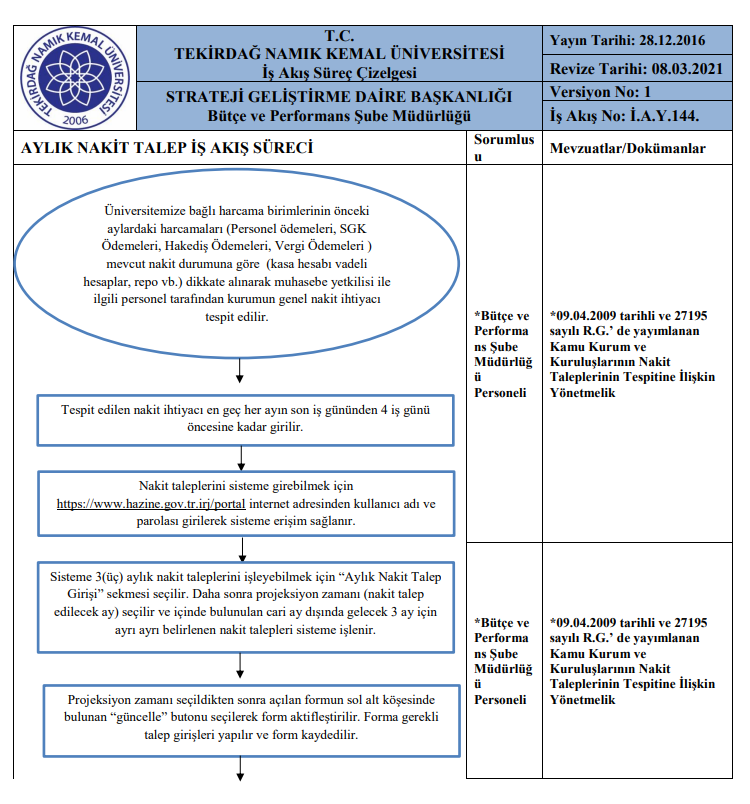 TEKİRDAĞ NAMIK KEMAL ÜNİVERSİTESİ
2006
T.C.
TEKİRDAĞ NAMIK KEMAL ÜNİVERSİTESİ
İş Akış Süreç Çizelgesi
STRATEJİ GELİŞTİRME DAİRE BAŞKANLIĞI
Bütçe ve Performans Şube Müdürlüğü
Yayın Tarihi: 28.12.2016
Revize Tarihi: 08.03.2021
Versiyon No: 1
İş Akış No: İ.A.Y.144.
AYLIK NAKİT TALEP İŞ AKIŞ SÜRECİ
Sorumlus
u
Mevzuatlar/Dokümanlar
Üniversitemize bağlı harcama birimlerinin önceki
aylardaki harcamaları (Personel ödemeleri, SGK
Ödemeleri, Hakediş Ödemeleri, Vergi Ödemeleri )
mevcut nakit durumuna göre (kasa hesabı vadeli
hesaplar, repo vb.) dikkate alınarak muhasebe yetkilisi ile
ilgili personel tarafından kurumun genel nakit ihtiyacı
tespit edilir.
Tespit edilen nakit ihtiyacı en geç her ayın son iş gününden 4 iş günü
öncesine kadar girilir.
Nakit taleplerini sisteme girebilmek için
https://www.hazine.gov.tr.irj/portal internet adresinden kullanıcı adı ve
parolası girilerek sisteme erişim sağlanır.
*Bütçe ve
Performa
ns Şube
Müdürlüğ
ü
Personeli
*09.04.2009 tarihli ve 27195
sayılı R.G.’ de yayımlanan
Kamu Kurum ve
Kuruluşlarının Nakit
Taleplerinin Tespitine İlişkin
Yönetmelik
Sisteme 3(üç) aylık nakit taleplerini işleyebilmek için “Aylık Nakit Talep
Girişi” sekmesi seçilir. Daha sonra projeksiyon zamanı (nakit talep
edilecek ay) seçilir ve içinde bulunulan cari ay dışında gelecek 3 ay için
ayrı ayrı belirlenen nakit talepleri sisteme işlenir.
Projeksiyon zamanı seçildikten sonra açılan formun sol alt köşesinde
bulunan “güncelle” butonu seçilerek form aktifleştirilir. Forma gerekli
talep girişleri yapılır ve form kaydedilir.
*Bütçe ve
Performa
ns Şube
Müdürlüğ
ü
Personeli
*09.04.2009 tarihli ve 27195
sayılı R.G.’ de yayımlanan
Kamu Kurum ve
Kuruluşlarının Nakit
Taleplerinin Tespitine İlişkin
Yönetmelik